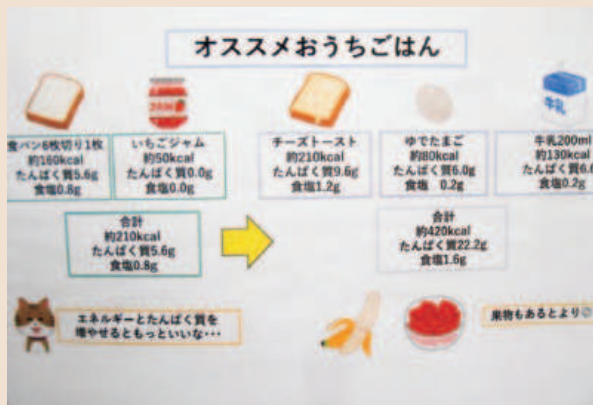 オススメおうちごはん
食パン6枚切り1枚
約160kcal
たんぱく質5.6g
食塩0.8g
いちごジャム
約50kcal
たんぱく質0.0g
食塩0.0g
チーズトースト
約210kcal
たんぱく質9.6g
食塩1.2g
ゆでたまご
約80kcal
たんぱく質6.0g
食塩 0.2g
牛乳
牛乳200ml
約130kcal
たんぱく質6.6
食塩0.2g
合計
約210kcal
たんぱく質5.6g
食塩0.8g
合計
約420kcal
たんぱく質22.2g
食塩1.6g
エネルギーとたんぱく質を
増やせるともっといいな・・・
果物もあるとより◎